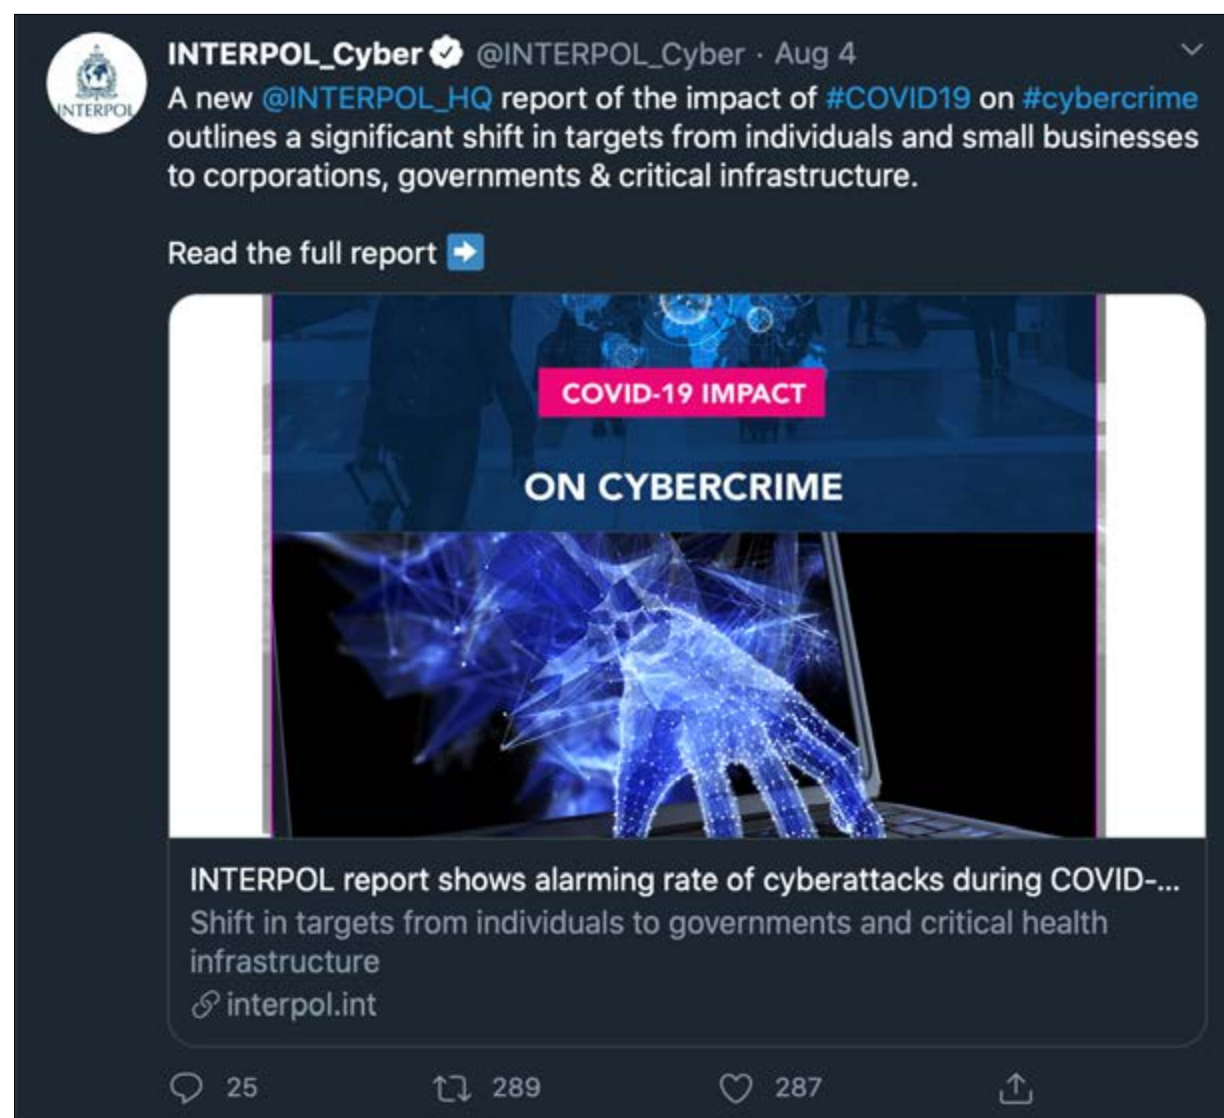 INTERPOL_Cyber @INTERPOL_Cyber · Aug 4
INTERPOL
A new @INTERPOL_HQ report of the impact of #COVID19 on #cybercrime
outlines a significant shift in targets from individuals and small businesses
to corporations, governments & critical infrastructure.
Read the full report ➡️
COVID-19 IMPACT
ON CYBERCRIME
INTERPOL report shows alarming rate of cyberattacks during COVID-...
Shift in targets from individuals to governments and critical health
infrastructure
interpol.int
25 289 287